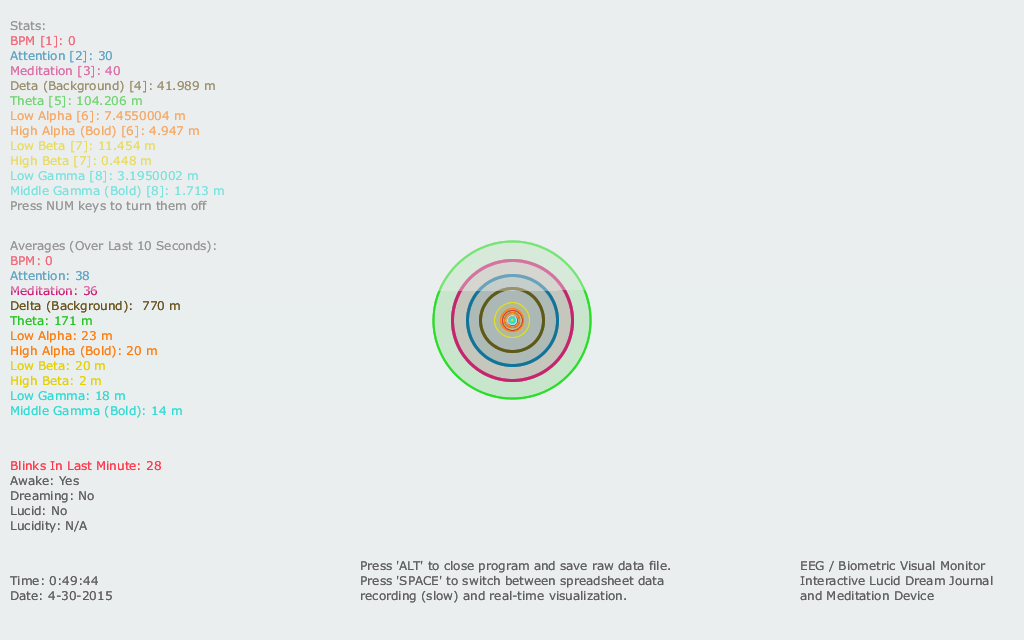 Stats:
BPM [1]: 0
Attention [2]: 30
Meditation [3]: 40
Deta (Background) [4]: 41.989 m
Theta [5]: 104.206 m
Low Alpha [6]: 7.4550004 m
High Alpha (Bold) [6]: 4.947 m
Low Beta [7]: 11.454 m
High Beta [7]: 0.448 m
Low Gamma [8]: 3.1950002 m
Middle Gamma (Bold) [8]: 1.713 m
Press NUM keys to turn them off
Averages (Over Last 10 Seconds):
BPM: 0
Attention: 38
Meditation: 36
Delta (Background): 770 m
Theta: 171 m
Low Alpha: 23 m
High Alpha (Bold): 20 m
Low Beta: 20 m
High Beta: 2 m
Low Gamma: 18 m
Middle Gamma (Bold): 14 m
Blinks In Last Minute: 28
Awake: Yes
Dreaming: No
Lucid: No
Lucidity: N/A
Time: 0:49:44
Date: 4-30-2015
Press 'ALT' to close program and save raw data file.
Press 'SPACE' to switch between spreadsheet data
recording (slow) and real-time visualization.
EEG / Biometric Visual Monitor
Interactive Lucid Dream Journal
and Meditation Device